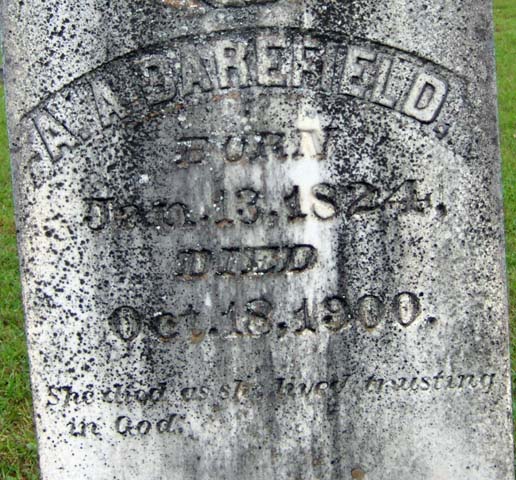 A. A. BAREFIELD.
BORN
Jan. 13, 1824,
DIED
Oct. 18, 1900.
She died as she lived trusting
in God.